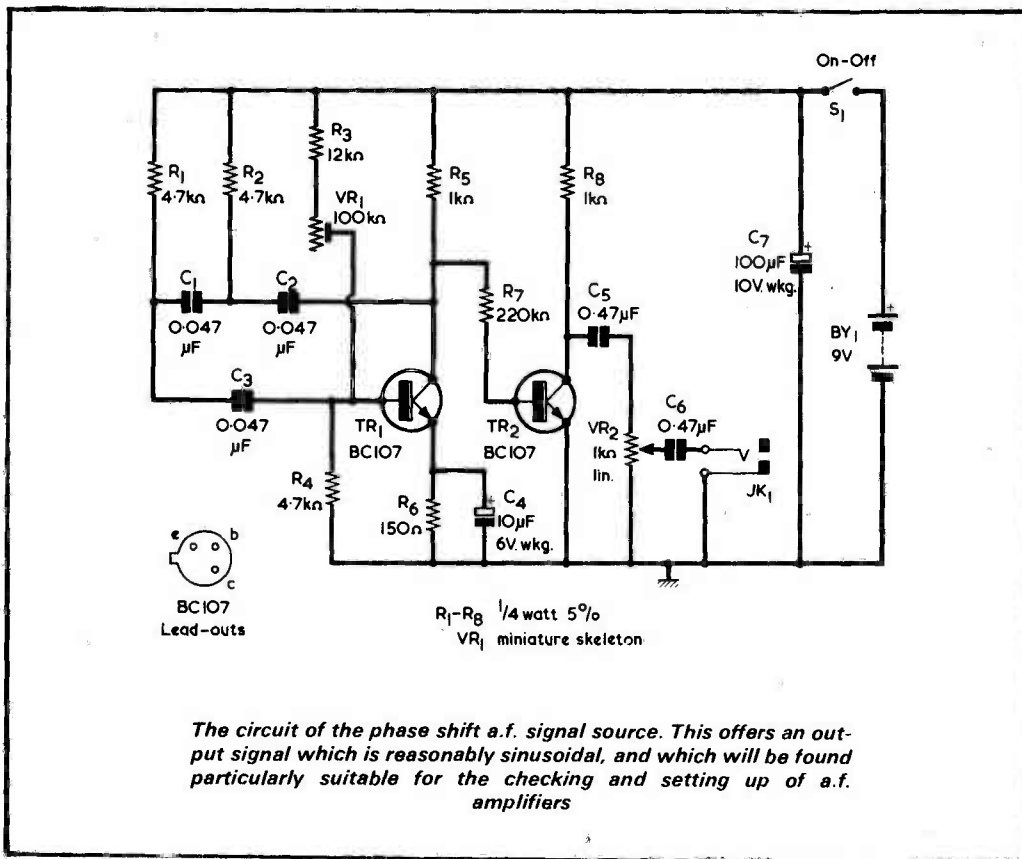 On-Off
S1
R1
4·7kΩ
R2
4·7kΩ
R3
12kΩ
VR1
100kΩ
R5
1kΩ
R8
1kΩ
C7
100µF
10V. wkg.
+
BY1
9V
+
C1
0·047
µF
C2
0·047
µF
R7
220kΩ
C5
0·47µF
C3
0·047
µF
TR1
BC107
TR2
BC107
VR2
1kΩ
lin.
C6
0·47µF
V
JK1
R4
4·7kΩ
R6
150Ω
C4
10µF
6V. wkg.
+
e
b
c
BC107
Lead-outs
R1-R8 1/4 watt 5%
VR1 miniature skeleton
The circuit of the phase shift a.f. signal source. This offers an out-
put signal which is reasonably sinusoidal, and which will be found
particularly suitable for the checking and setting up of a.f.
amplifiers